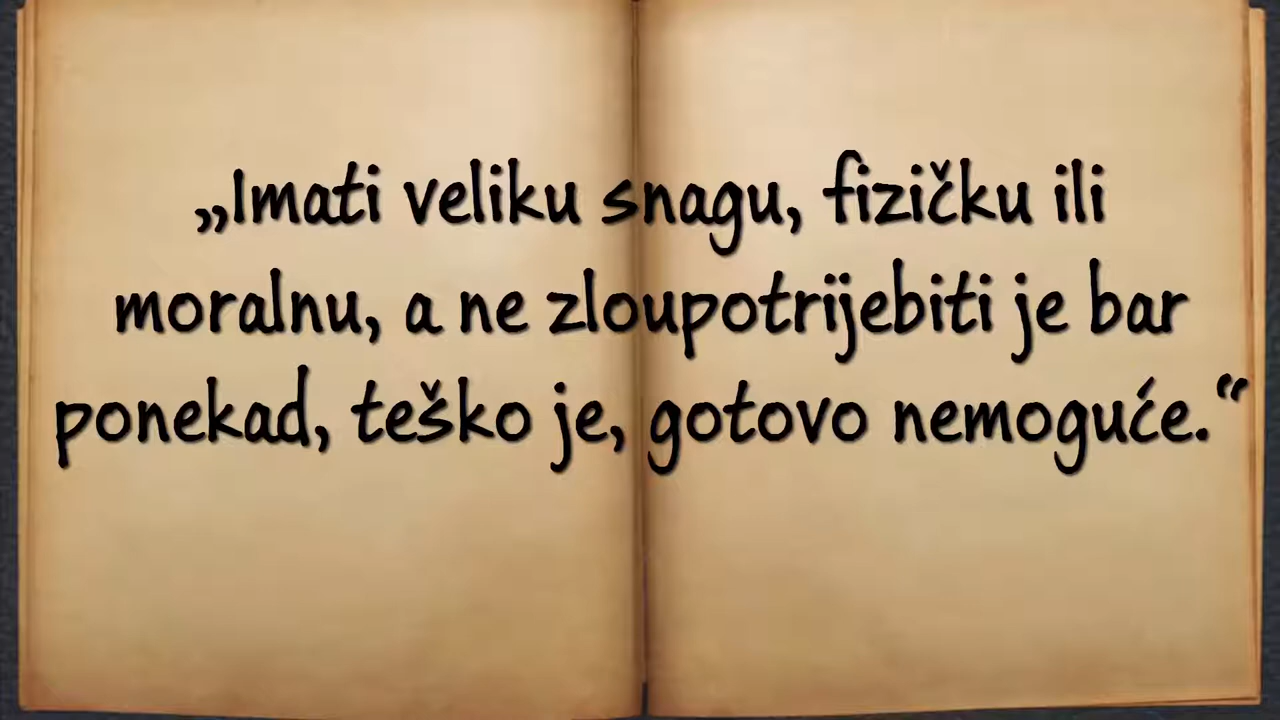 „Imati veliku snagu, fizičku ili
moralnu, a ne zloupotrijebiti je bar
ponekad, teško je, gotovo nemoguće.“